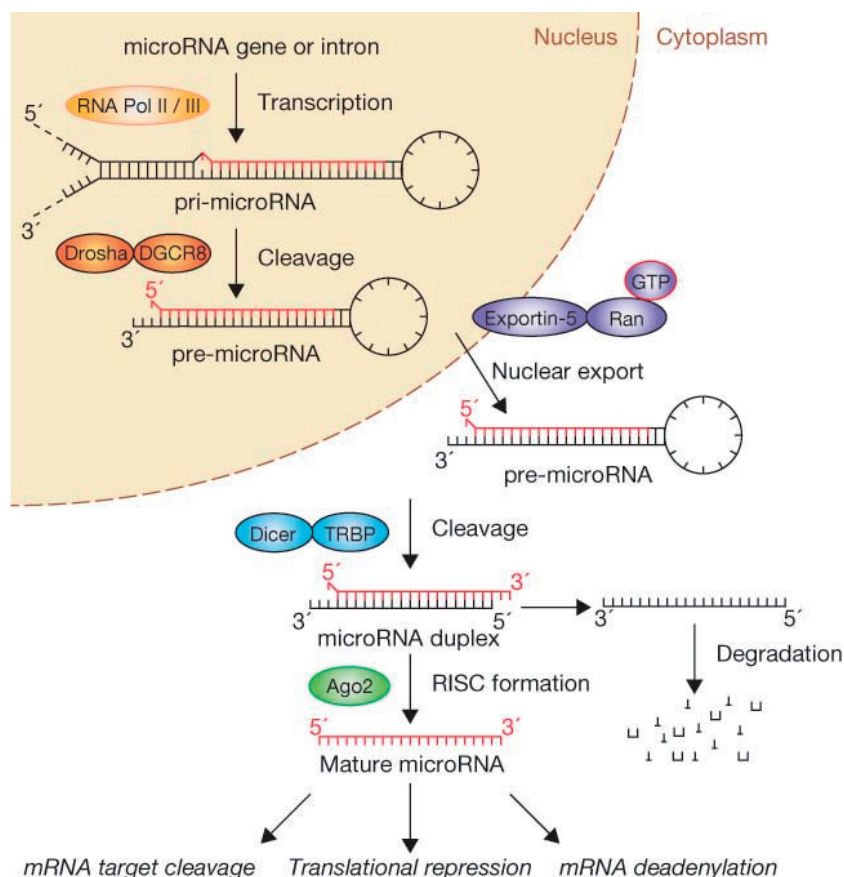 microRNA gene or intron
Nucleus
Cytoplasm
RNA Pol II / III
Transcription
5´
3´
pri-microRNA
Drosha
DGCR8
Cleavage
5´
3´
pre-microRNA
GTP
Exportin-5
Ran
Nuclear export
5´
3´
pre-microRNA
Dicer
TRBP
Cleavage
5´
3´
3´
5´
microRNA duplex
3´
5´
Degradation
Ago2
RISC formation
5´
3´
Mature microRNA
mRNA target cleavage
Translational repression
mRNA deadenylation